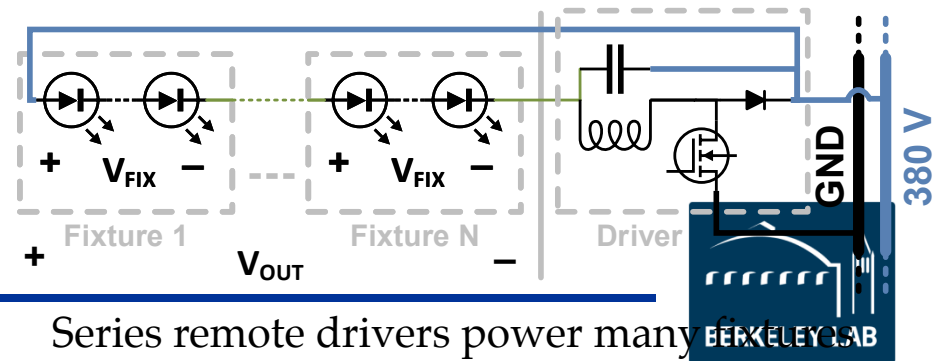 GND
380 V
+ V_FIX − + V_FIX −
Fixture 1 Fixture N Driver
+ V_OUT −
Series remote drivers power many fixtures
BERKELEY LAB